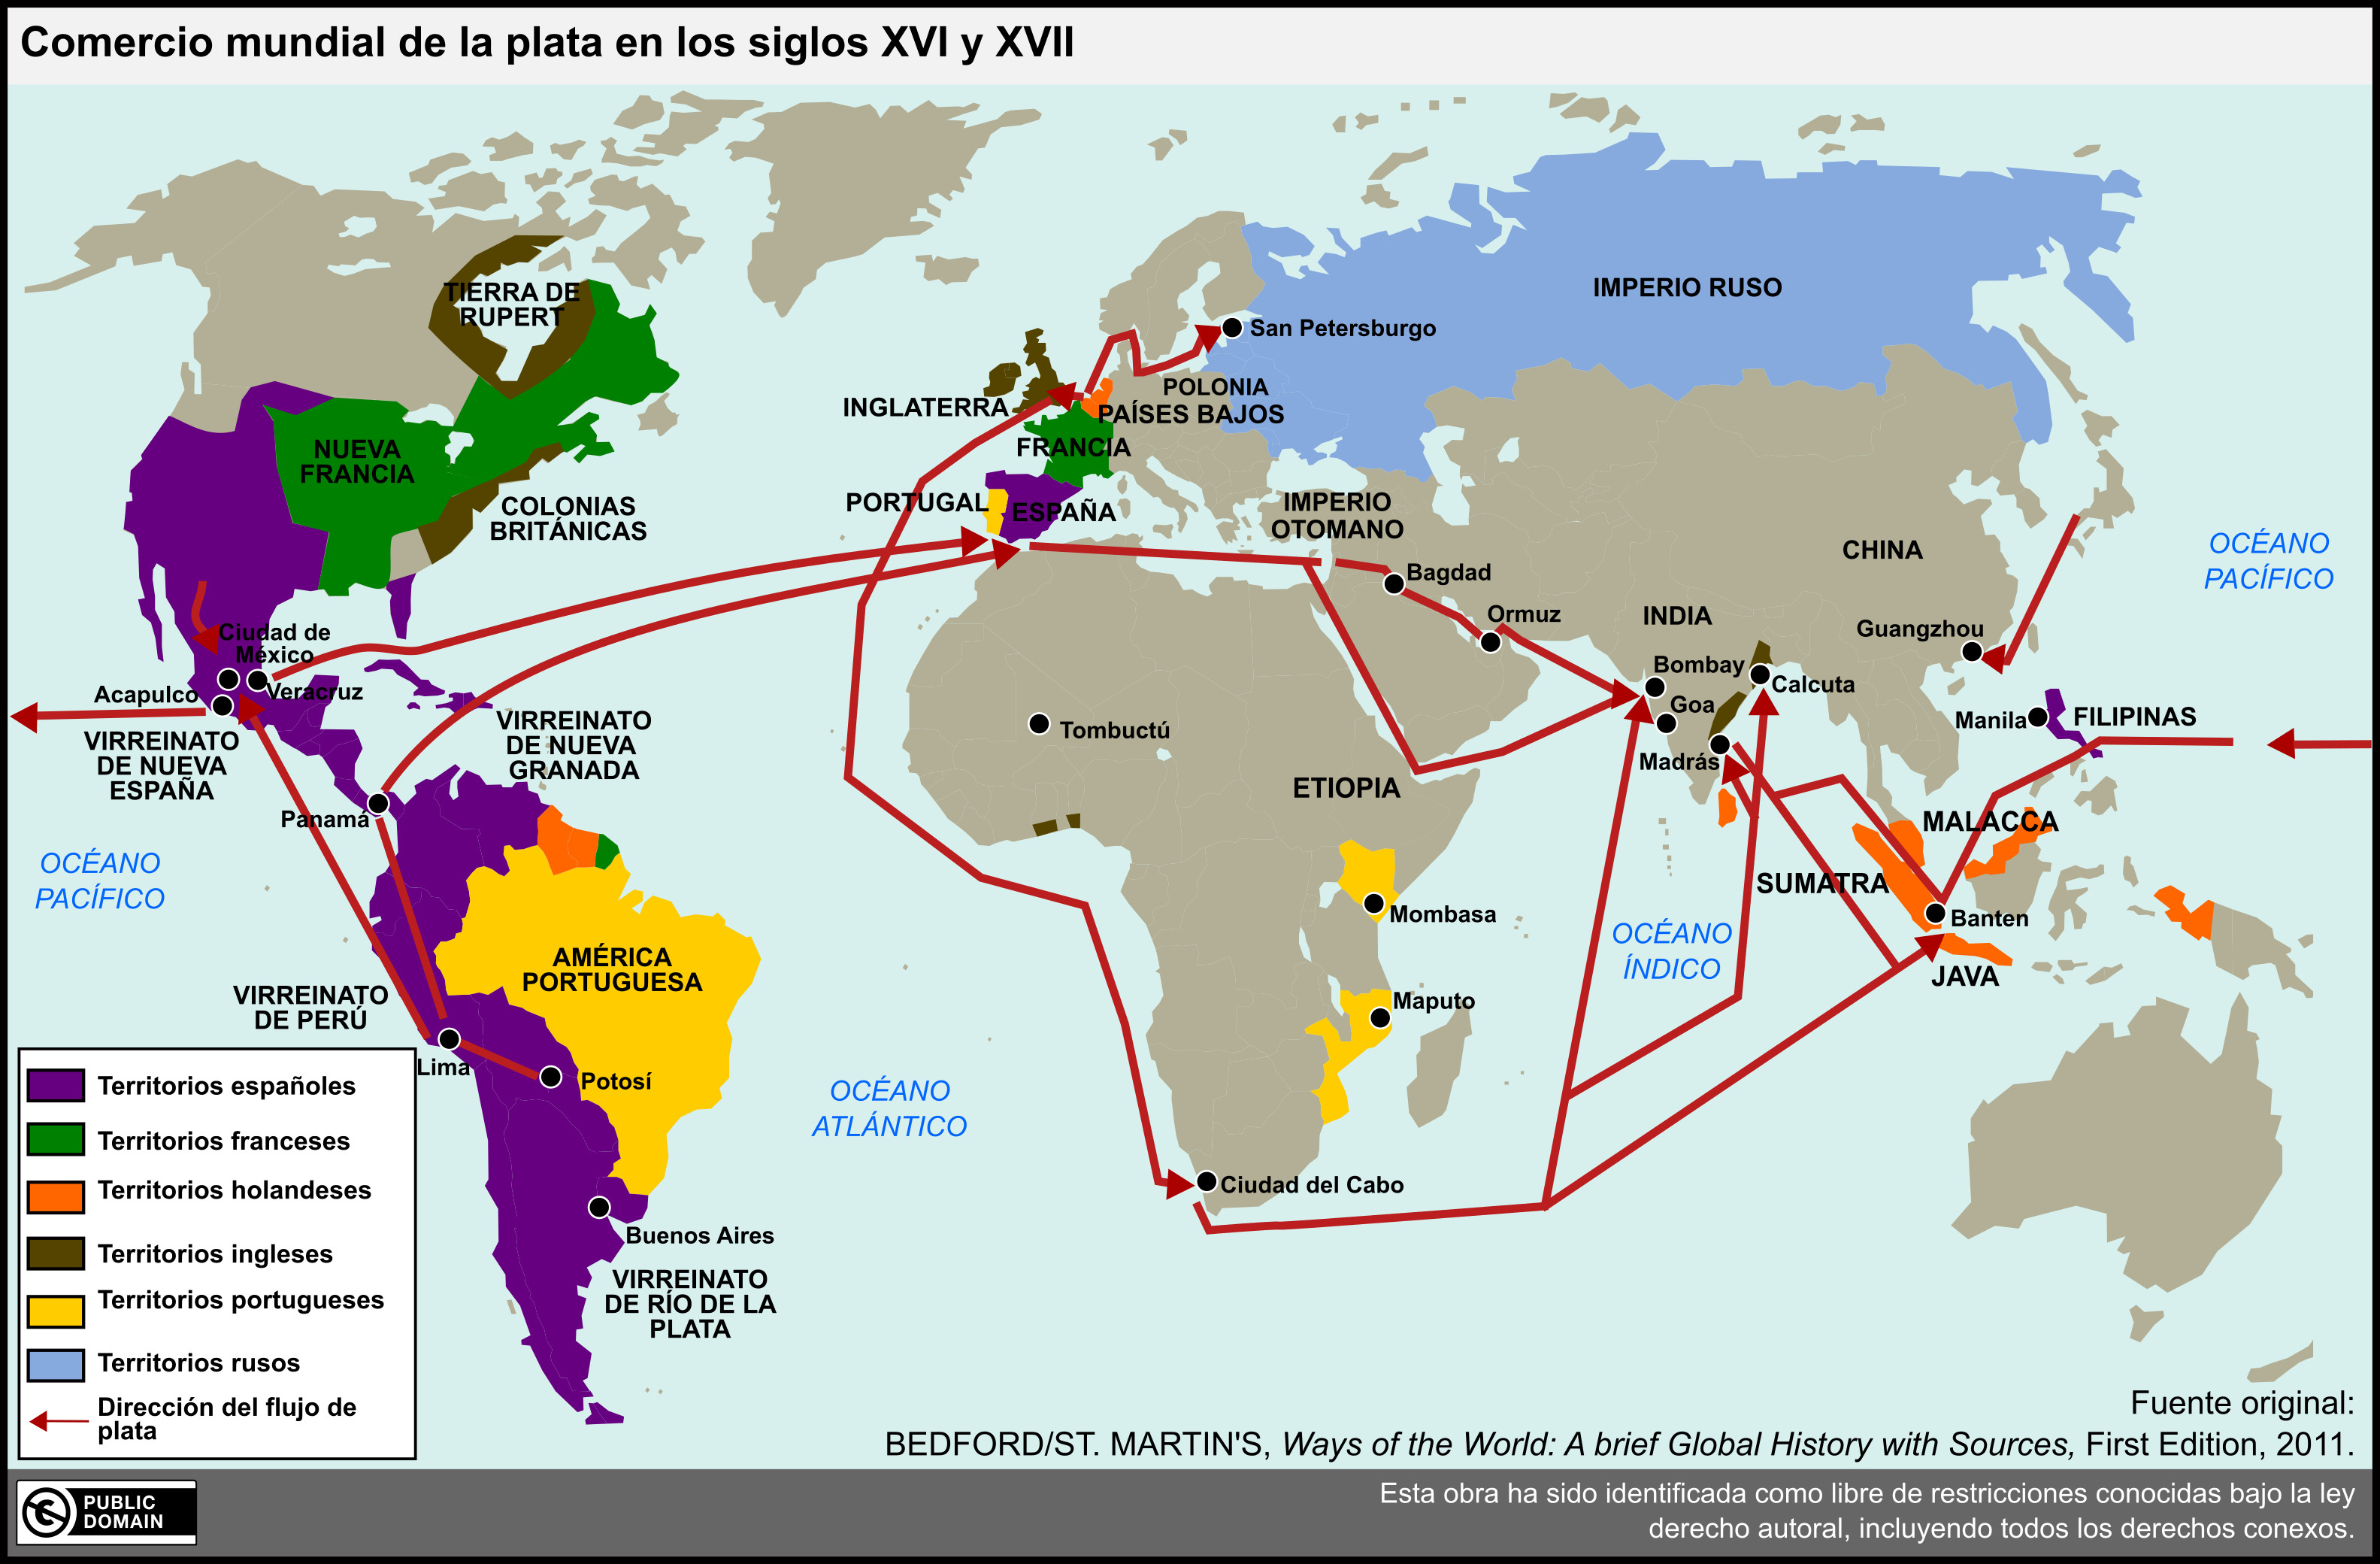 Comercio mundial de la plata en los siglos XVI y XVII
TIERRA DE
RUPERT
IMPERIO RUSO
San Petersburgo
POLONIA
INGLATERRA
PAÍSES BAJOS
FRANCIA
NUEVA
FRANCIA
COLONIAS
BRITÁNICAS
PORTUGAL
ESPAÑA
IMPERIO
OTOMANO
CHINA
OCÉANO
PACÍFICO
Bagdad
Ormuz
INDIA
Guangzhou
Ciudad de
México
Acapulco
Veracruz
Bombay
Calcuta
Goa
Manila
FILIPINAS
VIRREINATO
DE NUEVA
ESPAÑA
VIRREINATO
DE NUEVA
GRANADA
Tombuctú
Madrás
ETIOPIA
Panamá
MALACCA
OCÉANO
PACÍFICO
SUMATRA
Mombasa
Banten
AMÉRICA
PORTUGUESA
OCÉANO
ÍNDICO
JAVA
VIRREINATO
DE PERÚ
Maputo
Lima
Potosí
OCÉANO
ATLÁNTICO
Ciudad del Cabo
Buenos Aires
VIRREINATO
DE RÍO DE LA
PLATA
Territorios españoles
Territorios franceses
Territorios holandeses
Territorios ingleses
Territorios portugueses
Territorios rusos
Dirección del flujo de
plata
Fuente original:
BEDFORD/ST. MARTIN'S, Ways of the World: A brief Global History with Sources, First Edition, 2011.
PUBLIC
DOMAIN
Esta obra ha sido identificada como libre de restricciones conocidas bajo la ley
derecho autoral, incluyendo todos los derechos conexos.